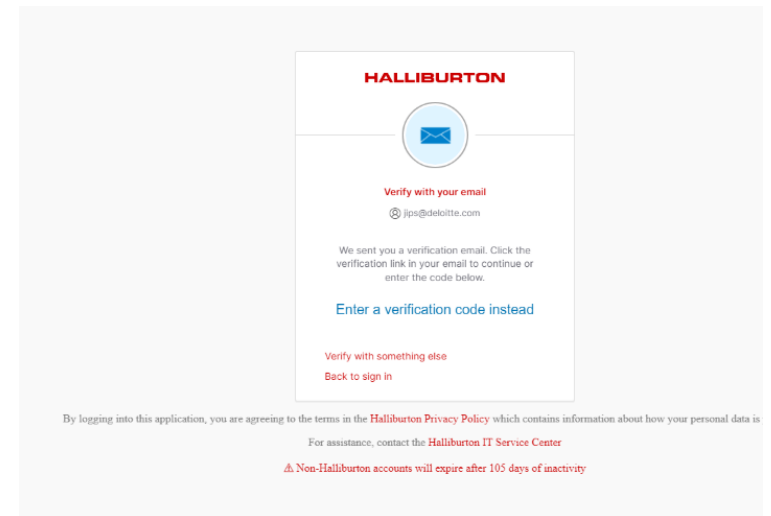 HALLIBURTON
Verify with your email
jips@deloitte.com
We sent you a verification email. Click the
verification link in your email to continue or
enter the code below.
Enter a verification code instead
Verify with something else
Back to sign in
By logging into this application, you are agreeing to the terms in the Halliburton Privacy Policy which contains information about how your personal data is
For assistance, contact the Halliburton IT Service Center
⚠ Non-Halliburton accounts will expire after 105 days of inactivity